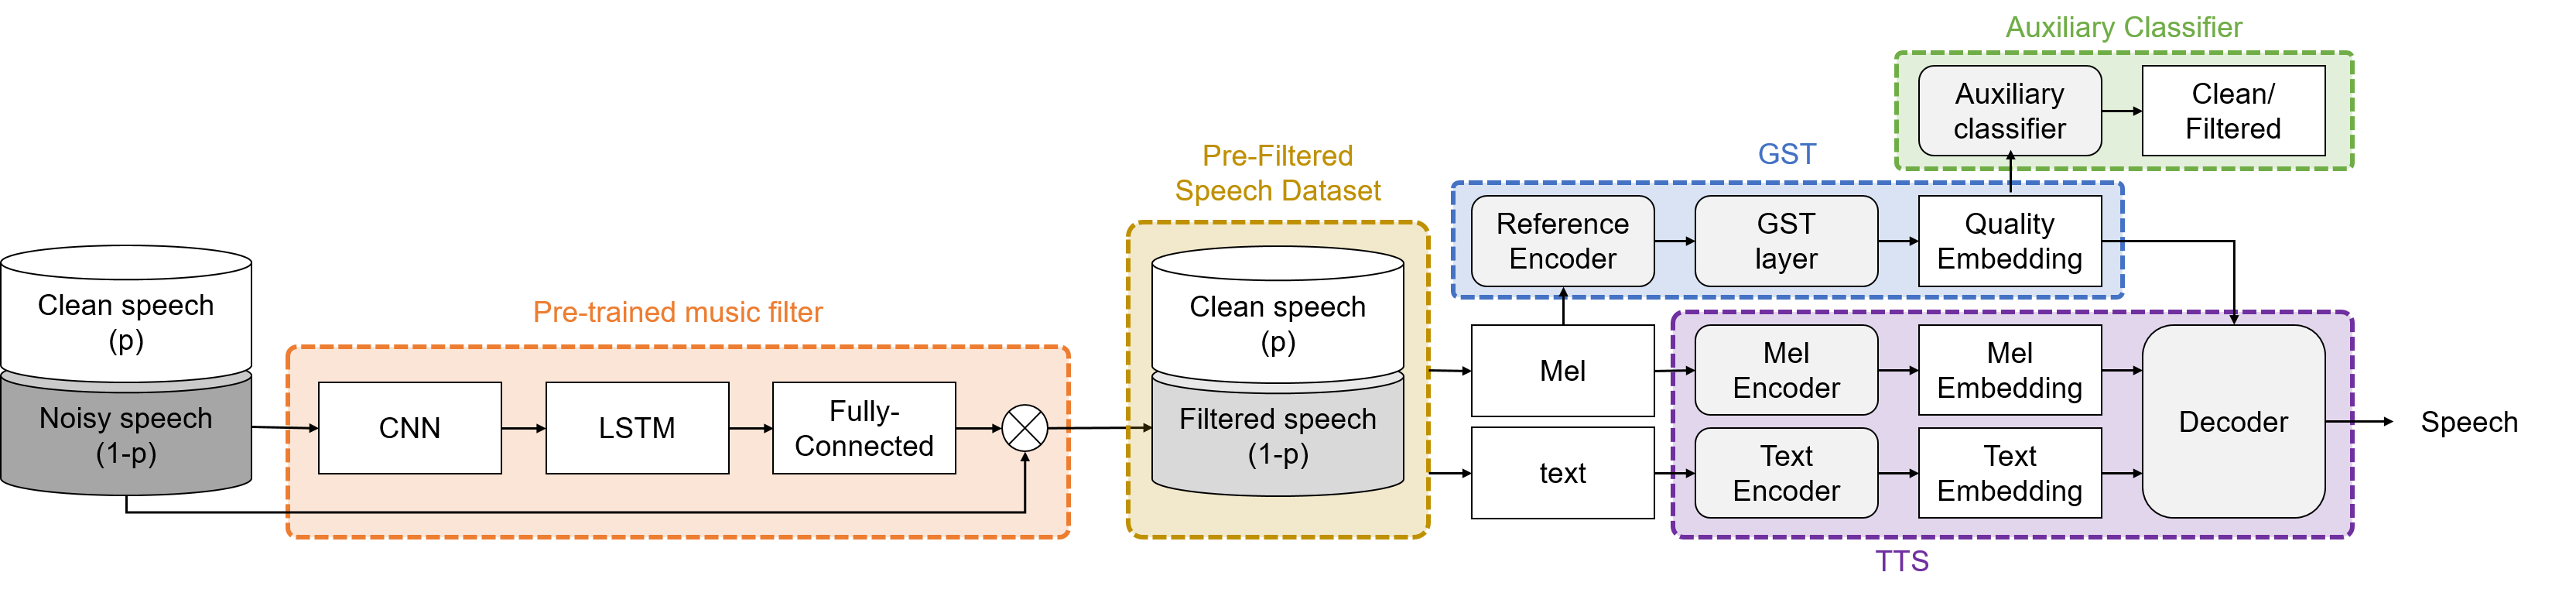 Clean speech
(p)
Noisy speech
(1-p)
Pre-trained music filter
CNN
LSTM
Fully-
Connected
Pre-Filtered
Speech Dataset
Clean speech
(p)
Filtered speech
(1-p)
Mel
text
GST
Reference
Encoder
GST
layer
Quality
Embedding
Auxiliary Classifier
Auxiliary
classifier
Clean/
Filtered
Mel
Encoder
Mel
Embedding
Text
Encoder
Text
Embedding
Decoder
TTS
Speech